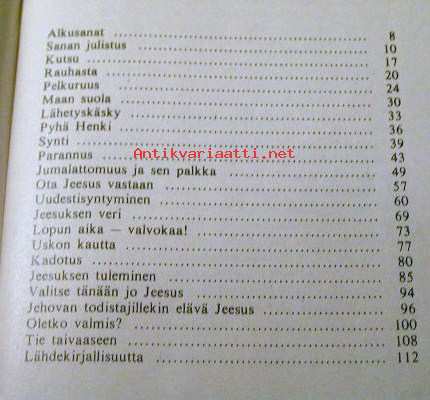 Alkusanat 8
Sanan julistus 10
Kutsu 17
Rauhasta 20
Pelkuruus 24
Maan suola 30
Lähetyskäsky 33
Pyhä Henki 36
Synti 39
Parannus 43
Antikvariaatti.net
Jumalattomuus ja sen palkka 49
Ota Jeesus vastaan 57
Uudestisyntyminen 60
Jeesuksen veri 69
Lopun aika — valvokaa! 73
Uskon kautta 77
Kadotus 80
Jeesuksen tuleminen 85
Valitse tänään jo Jeesus 94
Jehovan todistajillekin elävä Jeesus 96
Oletko valmis? 100
Tie taivaaseen 108
Lähdekirjallisuutta 112